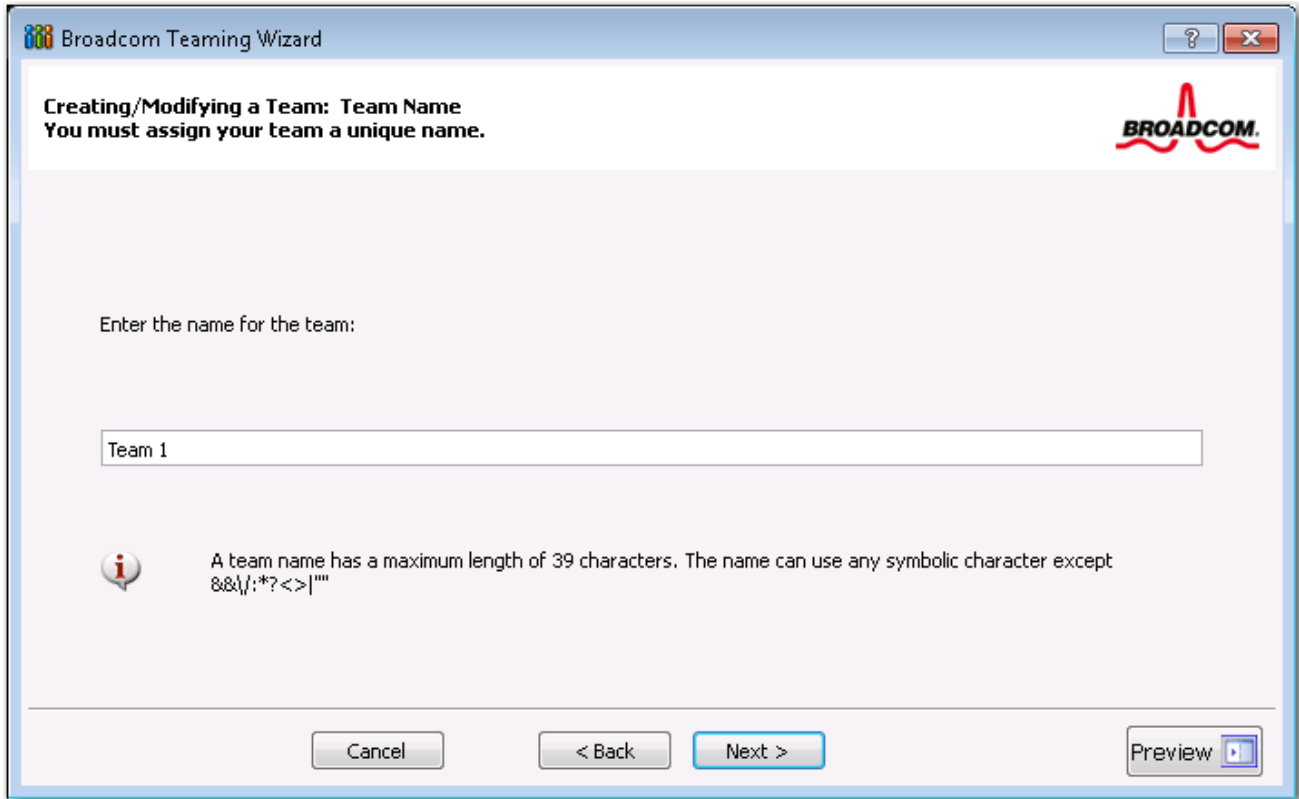 Broadcom Teaming Wizard
Creating/Modifying a Team: Team Name
You must assign your team a unique name.
BROADCOM.
Enter the name for the team:
Team 1
A team name has a maximum length of 39 characters. The name can use any symbolic character except
&&\/:*?<>|""
Cancel
< Back
Next >
Preview